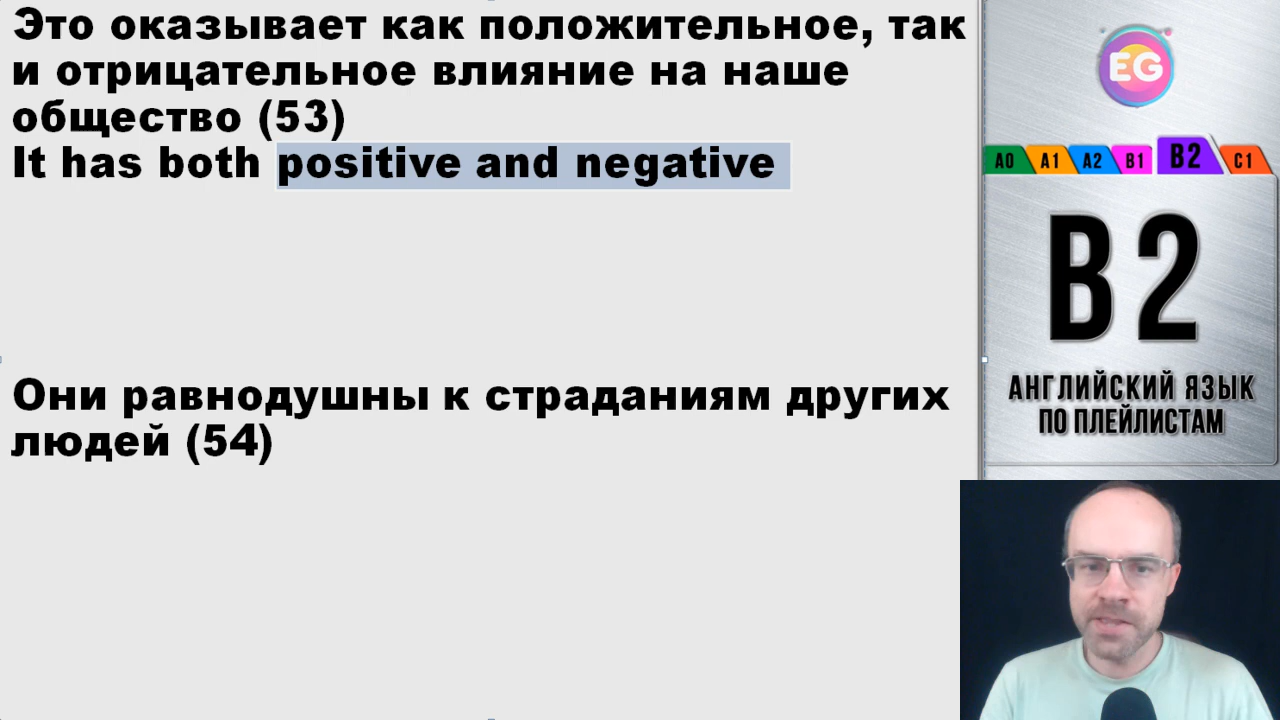 Это оказывает как положительное, так
и отрицательное влияние на наше
общество (53)
It has both positive and negative
Они равнодушны к страданиям других
людей (54)
EG
A0 A1 A2 B1 B2 C1
B2
АНГЛИЙСКИЙ ЯЗЫК
ПО ПЛЕЙЛИСТАМ